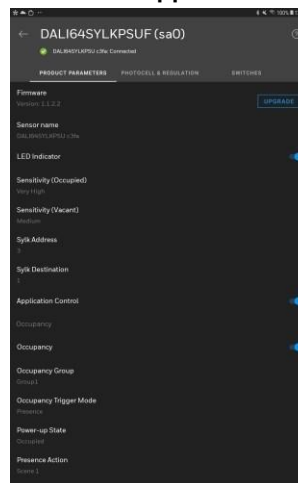 100%
DALI64SYLKPSUF (sa0)
DALI64SYLKPSU c3fe Connected
PRODUCT PARAMETERS PHOTOCELL & REGULATION SWITCHES
Firmware
Version: 1.1.2.2
UPGRADE
Sensor name
DALI64SYLKPSU c3fe
LED Indicator
Sensitivity (Occupied)
Very High
Sensitivity (Vacant)
Medium
Sylk Address
3
Sylk Destination
1
Application Control
Occupancy
Occupancy
Occupancy Group
Group1
Occupancy Trigger Mode
Presence
Power-up State
Occupied
Presence Action
Scene 1